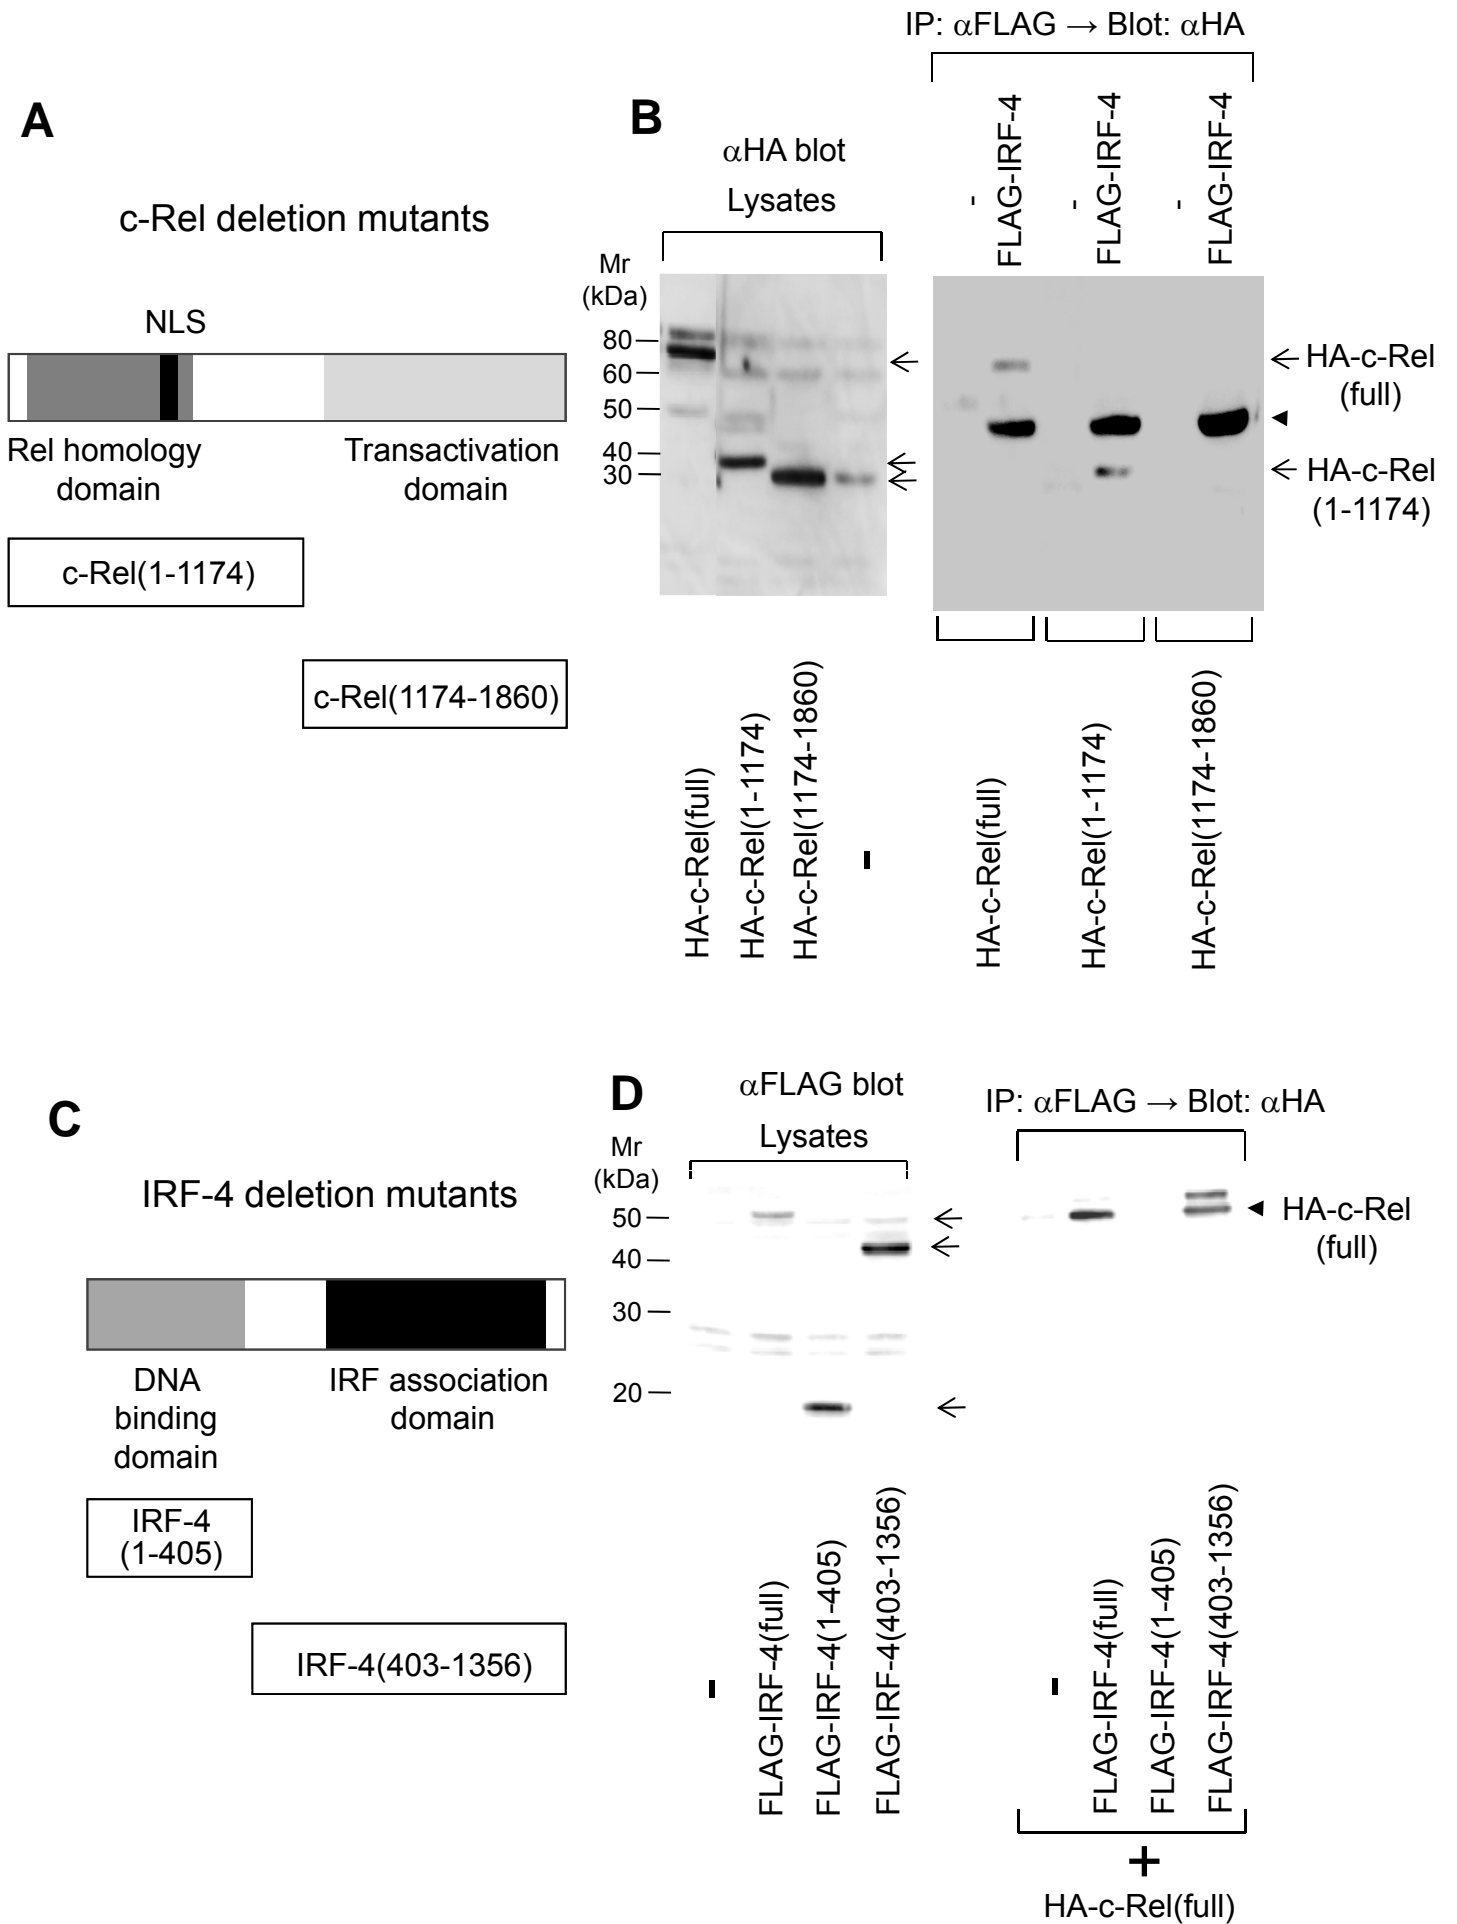 A
c-Rel deletion mutants
NLS
Rel homology
domain
Transactivation
domain
c-Rel(1-1174)
c-Rel(1174-1860)
B
αHA blot
Lysates
Mr
(kDa)
80
60
50
40
30
HA-c-Rel(full)
HA-c-Rel(1-1174)
HA-c-Rel(1174-1860)
-
IP: αFLAG → Blot: αHA
-
FLAG-IRF-4
-
FLAG-IRF-4
-
FLAG-IRF-4
HA-c-Rel
(full)
HA-c-Rel
(1-1174)
HA-c-Rel(full)
HA-c-Rel(1-1174)
HA-c-Rel(1174-1860)
C
IRF-4 deletion mutants
DNA
binding
domain
IRF association
domain
IRF-4
(1-405)
IRF-4(403-1356)
D
αFLAG blot
Lysates
Mr
(kDa)
50
40
30
20
-
FLAG-IRF-4(full)
FLAG-IRF-4(1-405)
FLAG-IRF-4(403-1356)
IP: αFLAG → Blot: αHA
HA-c-Rel
(full)
-
FLAG-IRF-4(full)
FLAG-IRF-4(1-405)
FLAG-IRF-4(403-1356)
+
HA-c-Rel(full)